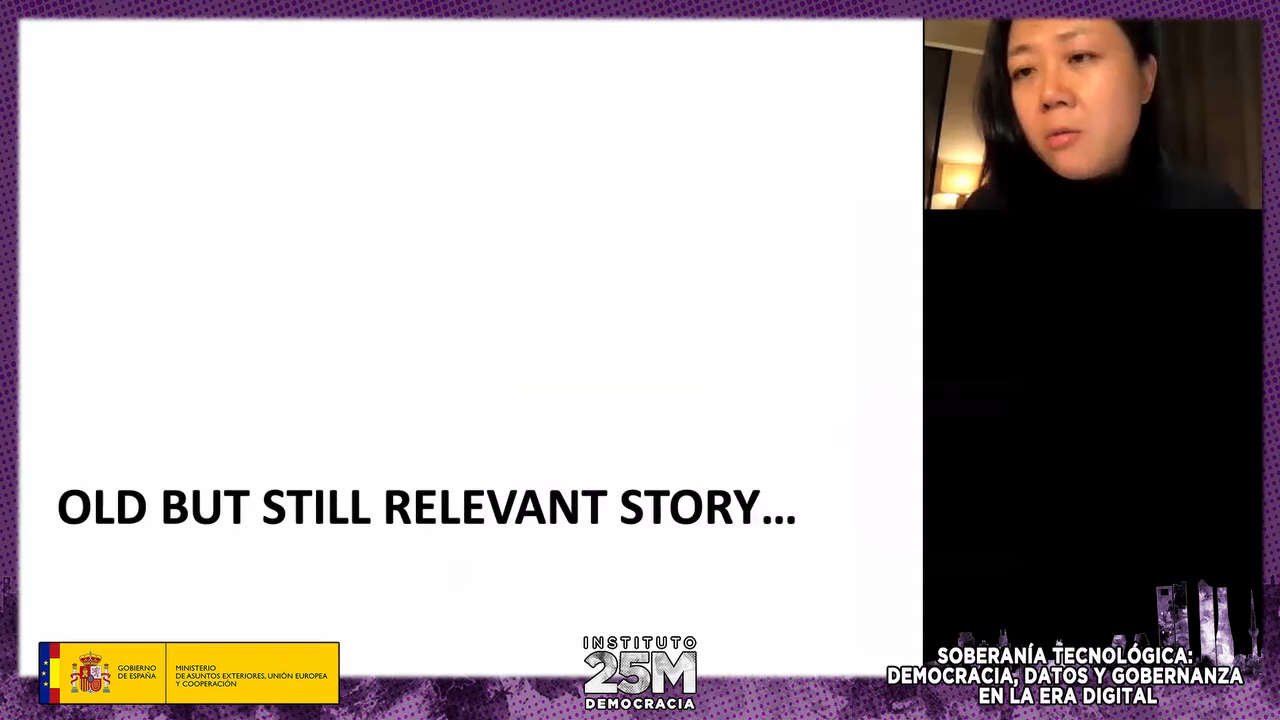 OLD BUT STILL RELEVANT STORY...
GOBIERNO
DE ESPAÑA
MINISTERIO
DE ASUNTOS EXTERIORES, UNIÓN EUROPEA
Y COOPERACIÓN
INSTITUTO
25M
DEMOCRACIA
SOBERANÍA TECNOLÓGICA:
DEMOCRACIA, DATOS Y GOBERNANZA
EN LA ERA DIGITAL